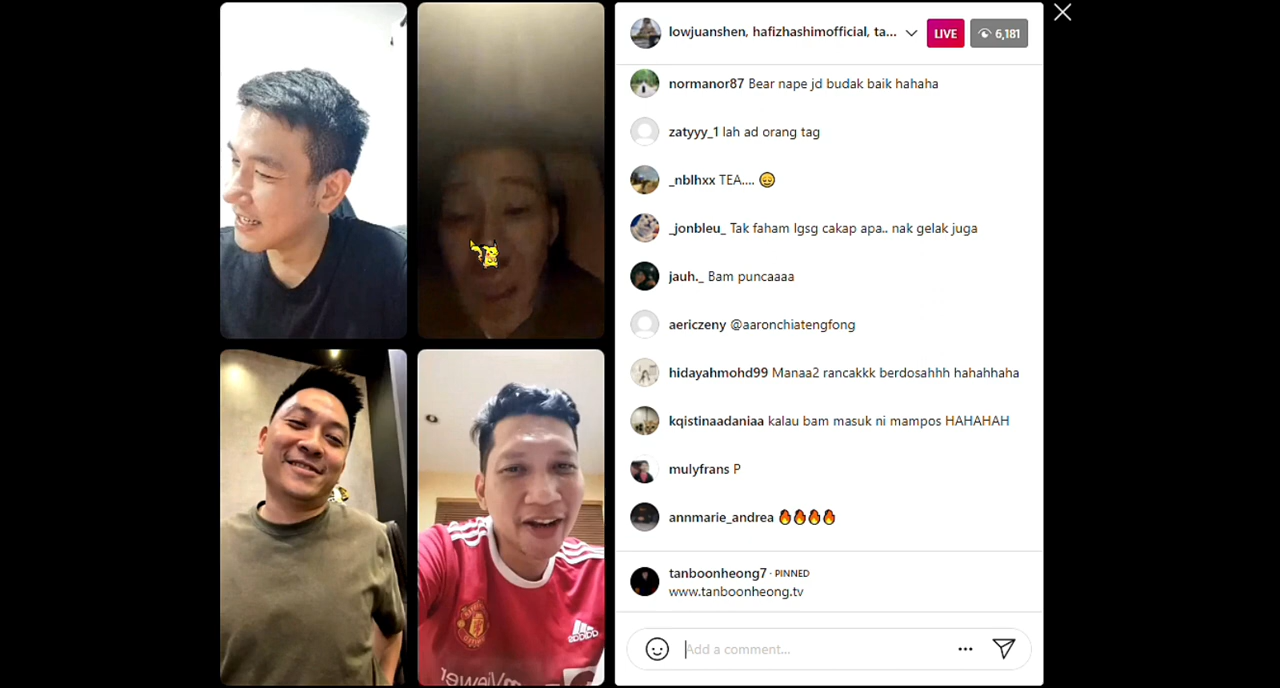 lowjuanshen, hafizhashimofficial, ta...
LIVE
6,181
normanor87 Bear nape jd budak baik hahaha
zatyyy_1 lah ad orang tag
_nblhxx TEA.... 😔
_jonbleu_ Tak faham lgsg cakap apa.. nak gelak juga
jauh._ Bam puncaaaa
aericzeny @aaronchiatengfong
hidayahmohd99 Manaa2 rancakkk berdosahhh hahahhaha
kqistinaadaniaa kalau bam masuk ni mampos HAHAHAH
mulyfrans P
annmarie_andrea 🔥🔥🔥🔥
tanboonheong7 · PINNED
www.tanboonheong.tv
Add a comment...
adidas